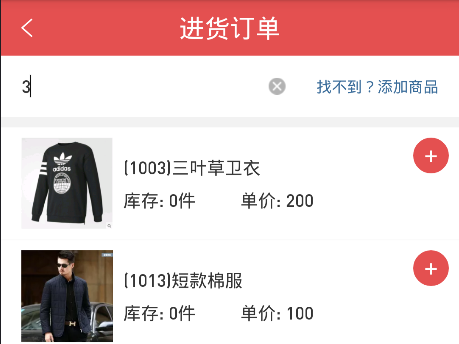 进货订单
3
找不到？添加商品
adidas
(1003)三叶草卫衣
库存: 0件 单价: 200
(1013)短款棉服
库存: 0件 单价: 100